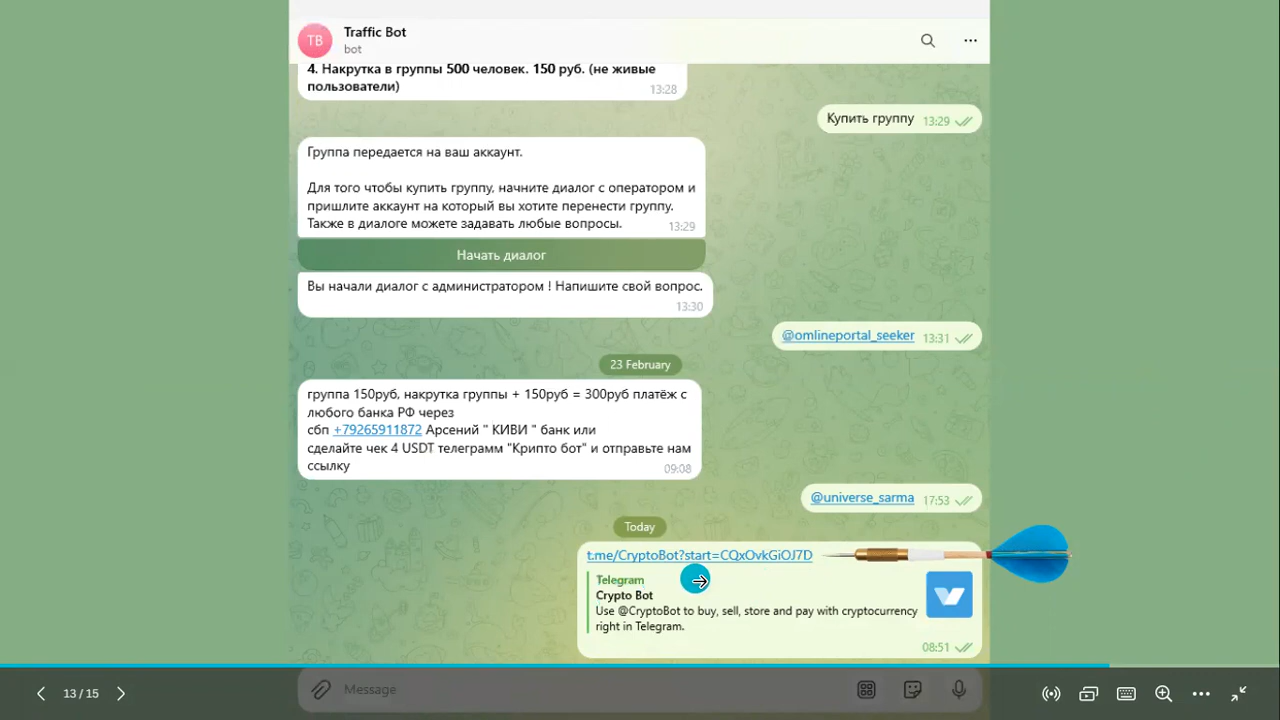 TB
Traffic Bot
bot
4. Накрутка в группы 500 человек. 150 руб. (не живые
пользователи)
13:28
Купить группу 13:29
Группа передается на ваш аккаунт.
Для того чтобы купить группу, начните диалог с оператором и
пришлите аккаунт на который вы хотите перенести группу.
Также в диалоге можете задавать любые вопросы.
13:29
Начать диалог
Вы начали диалог с администратором ! Напишите свой вопрос.
13:30
@omlineportal_seeker 13:31
23 February
группа 150руб, накрутка группы + 150руб = 300руб платёж с
любого банка РФ через
сбп +79265911872 Арсений " КИВИ " банк или
сделайте чек 4 USDT телеграмм "Крипто бот" и отправьте нам
ссылку
09:08
@universe_sarma 17:53
Today
t.me/CryptoBot?start=CQxOvkGiOJ7D
Telegram
Crypto Bot
Use @CryptoBot to buy, sell, store and pay with cryptocurrency
right in Telegram.
08:51
Message
13 / 15